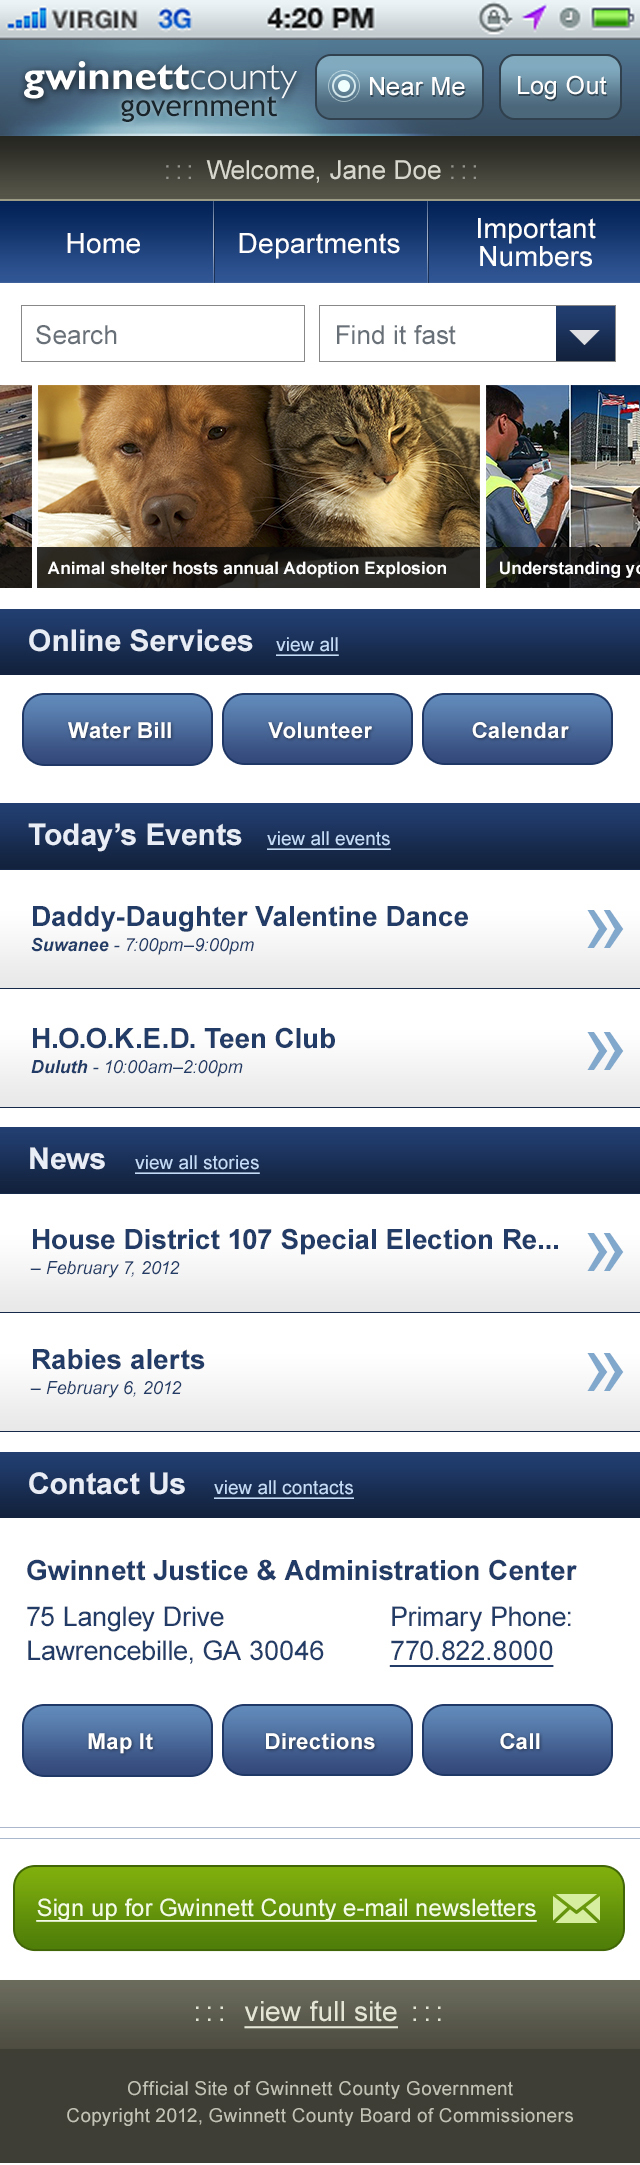 VIRGIN 3G 4:20 PM
gwinnettcounty
government
Near Me
Log Out
::: Welcome, Jane Doe :::
Home
Departments
Important
Numbers
Search
Find it fast
Animal shelter hosts annual Adoption Explosion
Understanding yo
Online Services view all
Water Bill
Volunteer
Calendar
Today’s Events view all events
Daddy-Daughter Valentine Dance
Suwanee - 7:00pm–9:00pm
H.O.O.K.E.D. Teen Club
Duluth - 10:00am–2:00pm
News view all stories
House District 107 Special Election Re...
– February 7, 2012
Rabies alerts
– February 6, 2012
Contact Us view all contacts
Gwinnett Justice & Administration Center
75 Langley Drive
Lawrencebille, GA 30046
Primary Phone:
770.822.8000
Map It
Directions
Call
Sign up for Gwinnett County e-mail newsletters
::: view full site :::
Official Site of Gwinnett County Government
Copyright 2012, Gwinnett County Board of Commissioners